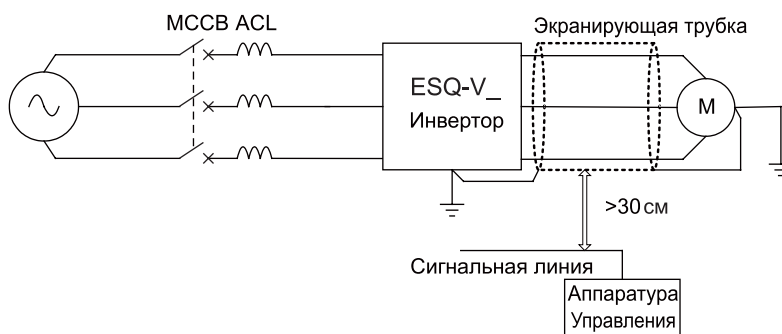 MCCB ACL
Экранирующая трубка
ESQ-V_
Инвертор
М
>30 см
Сигнальная линия
Аппаратура
Управления